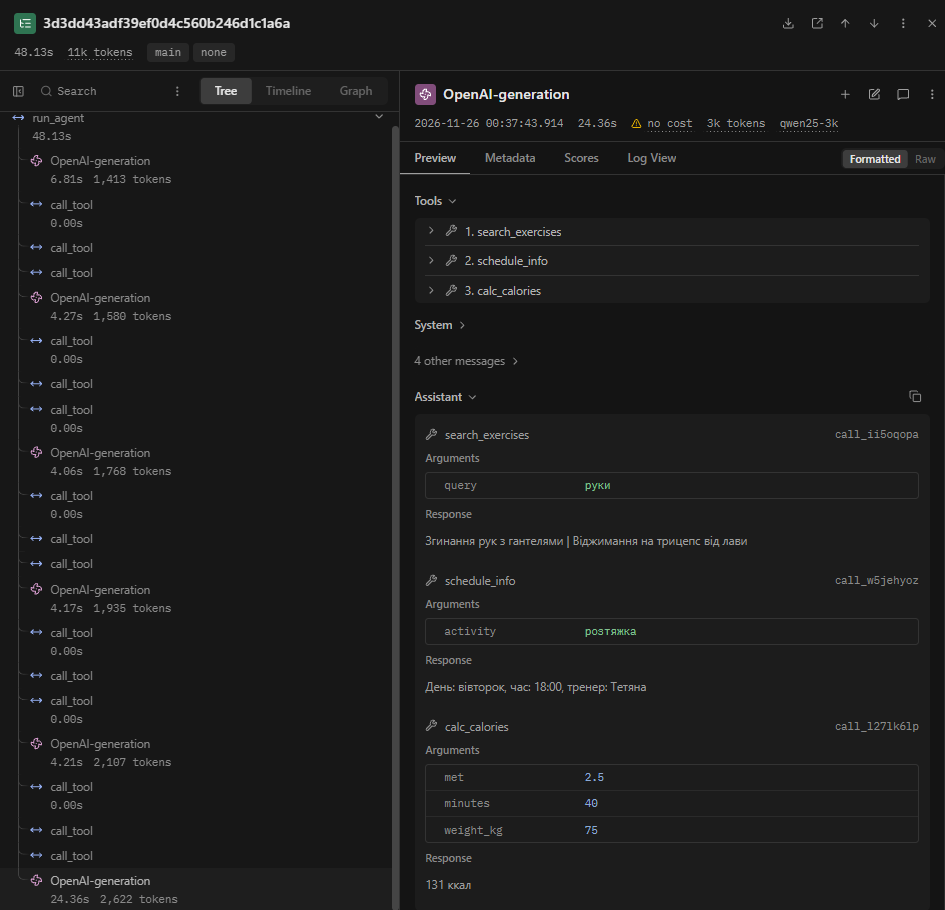 3d3dd43adf39ef0d4c560b246d1c1a6a
48.13s 11k tokens main none
Search
Tree Timeline Graph
run_agent
48.13s
OpenAI-generation
6.81s 1,413 tokens
call_tool
0.00s
call_tool
call_tool
OpenAI-generation
4.27s 1,580 tokens
call_tool
0.00s
call_tool
call_tool
0.00s
OpenAI-generation
4.06s 1,768 tokens
call_tool
0.00s
call_tool
call_tool
OpenAI-generation
4.17s 1,935 tokens
call_tool
0.00s
call_tool
call_tool
0.00s
OpenAI-generation
4.21s 2,107 tokens
call_tool
0.00s
call_tool
call_tool
OpenAI-generation
24.36s 2,622 tokens
OpenAI-generation
2026-11-26 00:37:43.914 24.36s no cost 3k tokens qwen25-3k
Preview Metadata Scores Log View Formatted Raw
Tools
1. search_exercises
2. schedule_info
3. calc_calories
System
4 other messages
Assistant
search_exercises call_ii5oqopa
Arguments
query руки
Response
Згинання рук з гантелями | Віджимання на трицепс від лави
schedule_info call_w5jehyoz
Arguments
activity розтяжка
Response
День: вівторок, час: 18:00, тренер: Тетяна
calc_calories call_l27lk6lp
Arguments
met 2.5
minutes 40
weight_kg 75
Response
131 ккал